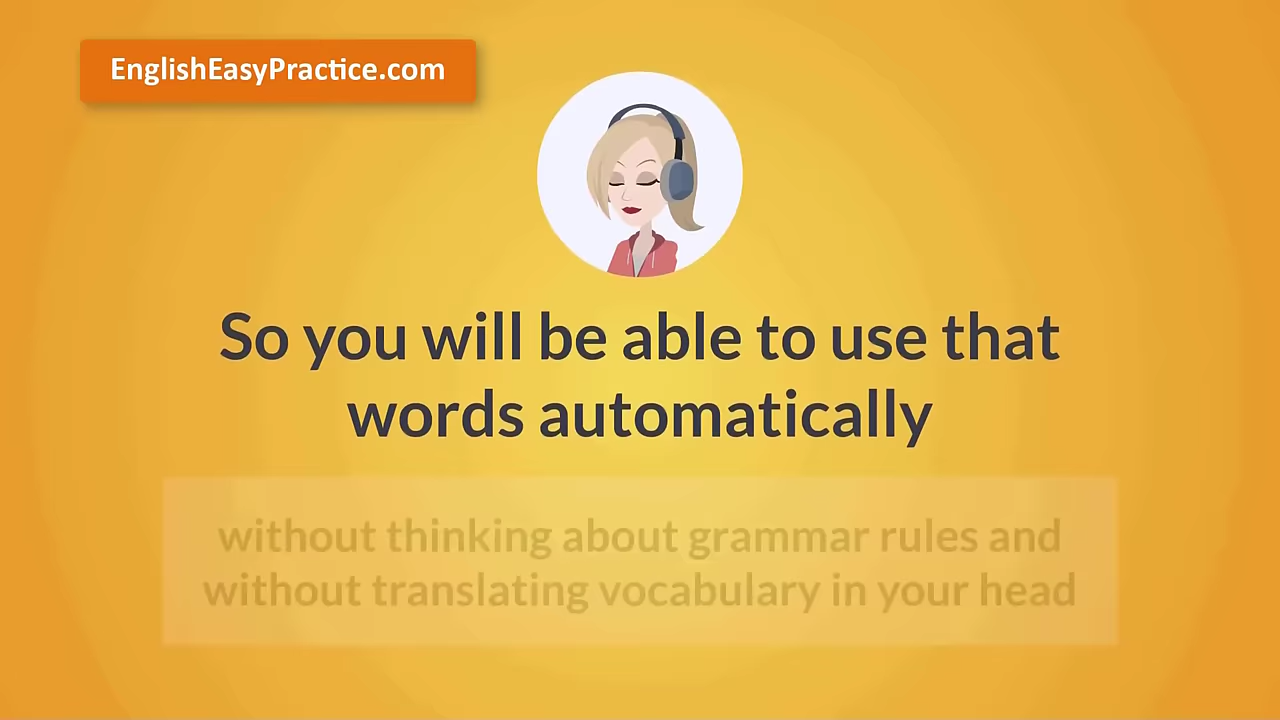 EnglishEasyPractice.com
So you will be able to use that
words automatically
without thinking about grammar rules and
without translating vocabulary in your head